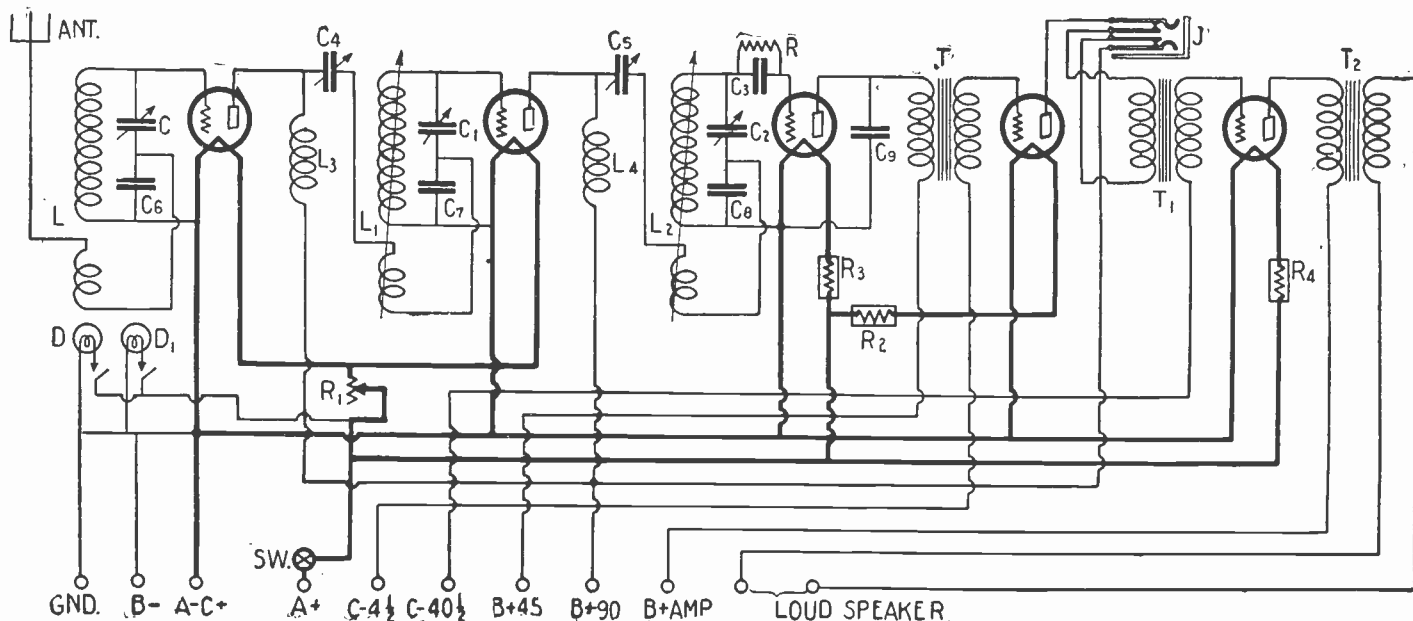 ANT.
C4
C5
R
C3
T
J
T2
C
C1
C2
C9
L3
L4
C6
C7
C8
T1
L
L1
L2
R3
R4
D
D1
R2
R1
SW.
GND. B- A-C+ A+ C-4½ C-40½ B+45 B+90 B+AMP LOUD SPEAKER